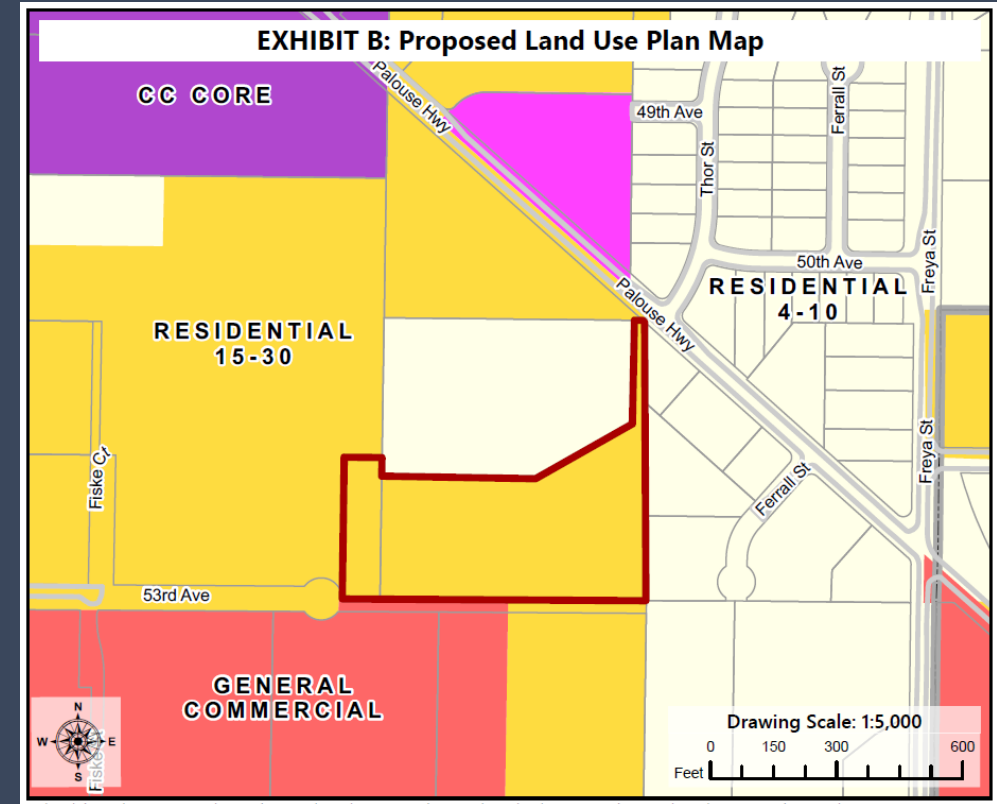 EXHIBIT B: Proposed Land Use Plan Map
CC CORE
Palouse Hwy
49th Ave
Ferrall St
Thor St
50th Ave
Freya St
RESIDENTIAL
4-10
Palouse Hwy
RESIDENTIAL
15-30
Fiske Ct
Ferrall St
Freya St
53rd Ave
GENERAL
COMMERCIAL
N
W
E
S
Drawing Scale: 1:5,000
0 150 300 600
Feet